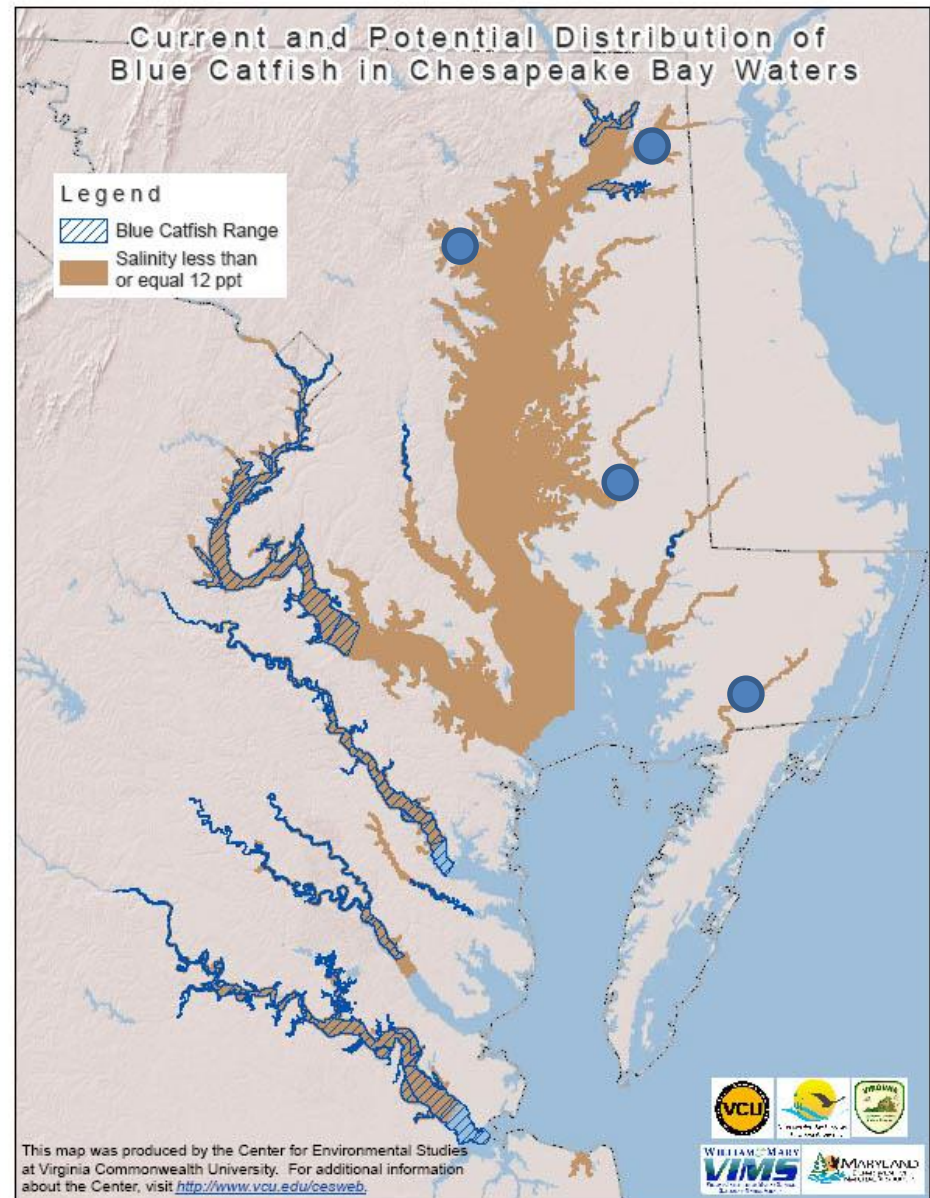 Current and Potential Distribution of
Blue Catfish in Chesapeake Bay Waters
Legend
Blue Catfish Range
Salinity less than
or equal 12 ppt
This map was produced by the Center for Environmental Studies
at Virginia Commonwealth University. For additional information
about the Center, visit http://www.vcu.edu/cesweb.
VCU
VIRGINIA
WILLIAM & MARY
VIMS
MARYLAND